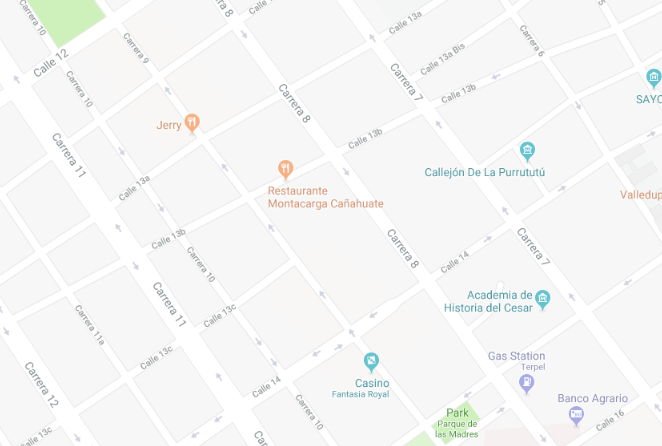 Carrera 10
Carrera 8
Calle
Calle 13a
Carrera 6
Calle 12
Carrera 9
Calle 13a Bis
Carrera 10
Carrera 7
Carrera 8
Calle 13b
SAYC
Jerry
Calle 13b
Carrera 11
Callejón De La Purrututú
Restaurante
Montacarga Cañahuate
Calle 13a
Valledup
Calle 13b
Carrera 8
Carrera 7
Calle 14
Carrera 10
Carrera 11
Academia de
Historia del Cesar
Calle 13c
Carrera 11a
Calle 13c
Gas Station
Terpel
Carrera 12
Calle 14
Casino
Fantasia Royal
Banco Agrario
Carrera 10
Park
Parque de
las Madres
Calle 16
Calle 13c
Ca